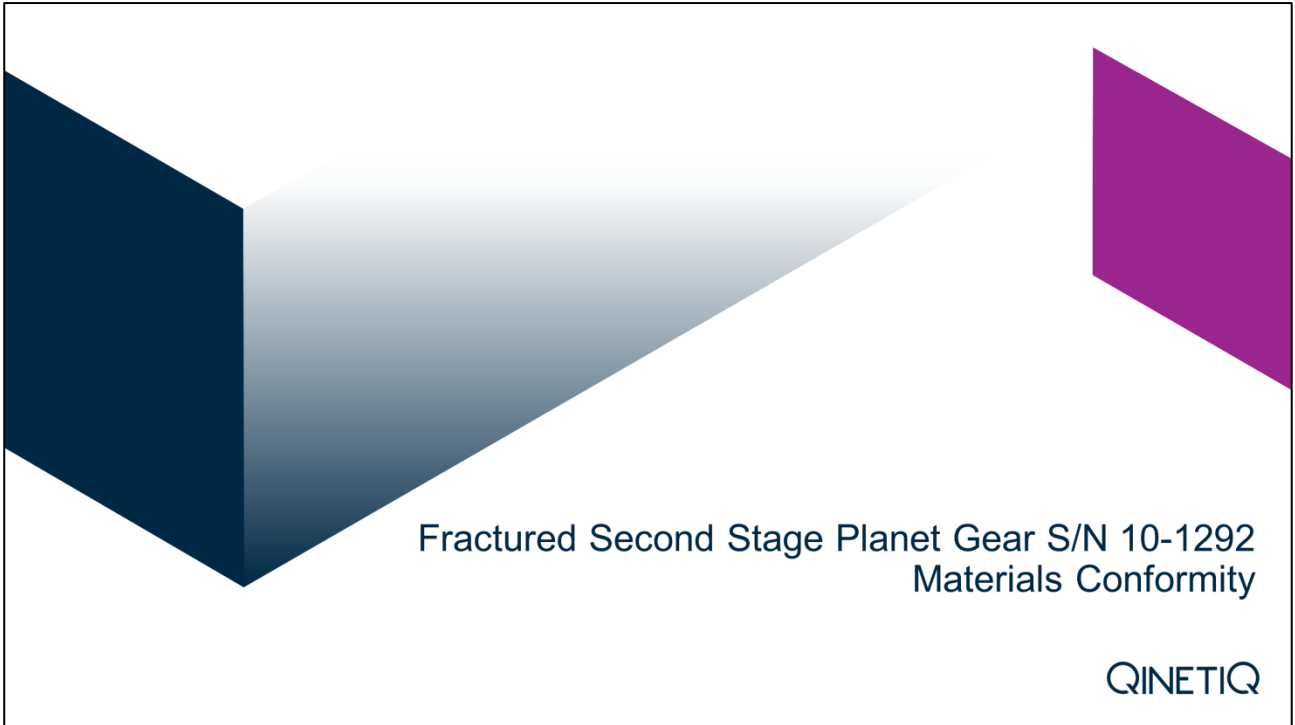 Fractured Second Stage Planet Gear S/N 10-1292
Materials Conformity
QINETIQ